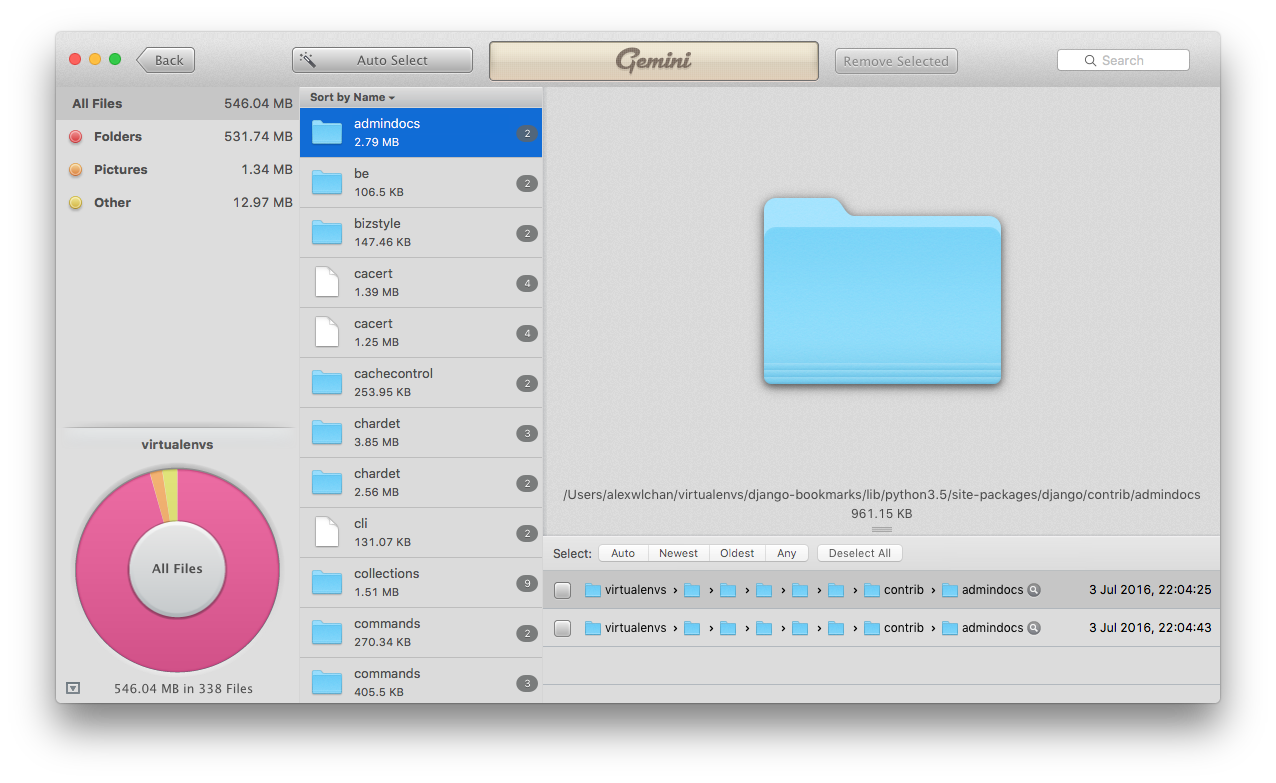 Back
Auto Select
Gemini
Remove Selected
Search
All Files 546.04 MB
Folders 531.74 MB
Pictures 1.34 MB
Other 12.97 MB
virtualenvs
All Files
546.04 MB in 338 Files
Sort by Name
admindocs
2.79 MB
2
be
106.5 KB
2
bizstyle
147.46 KB
2
cacert
1.39 MB
4
cacert
1.25 MB
4
cachecontrol
253.95 KB
2
chardet
3.85 MB
3
chardet
2.56 MB
2
cli
131.07 KB
2
collections
1.51 MB
9
commands
270.34 KB
2
commands
405.5 KB
3
/Users/alexwlchan/virtualenvs/django-bookmarks/lib/python3.5/site-packages/django/contrib/admindocs
961.15 KB
Select: Auto Newest Oldest Any Deselect All
virtualenvs › › › › › › contrib › admindocs 3 Jul 2016, 22:04:25
virtualenvs › › › › › › contrib › admindocs 3 Jul 2016, 22:04:43